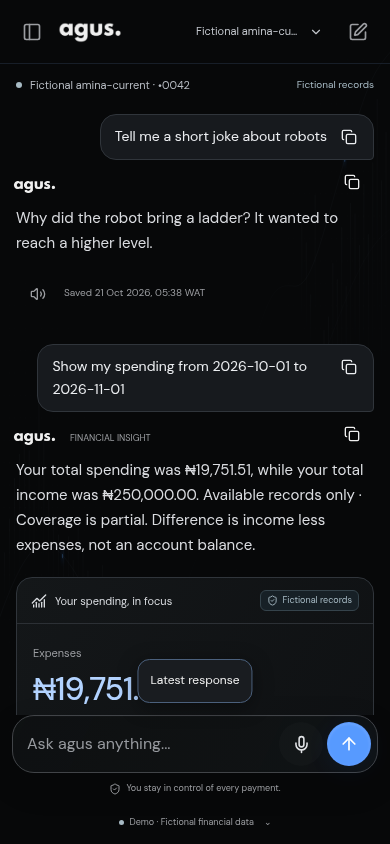 agus.
Fictional amina-cu...
Fictional amina-current · •0042
Fictional records
Tell me a short joke about robots
agus.
Why did the robot bring a ladder? It wanted to
reach a higher level.
Saved 21 Oct 2026, 05:38 WAT
Show my spending from 2026-10-01 to
2026-11-01
agus.
FINANCIAL INSIGHT
Your total spending was ₦19,751.51, while your total
income was ₦250,000.00. Available records only ·
Coverage is partial. Difference is income less
expenses, not an account balance.
Your spending, in focus
Fictional records
Expenses
₦19,751.
Latest response
Ask agus anything...
You stay in control of every payment.
Demo · Fictional financial data